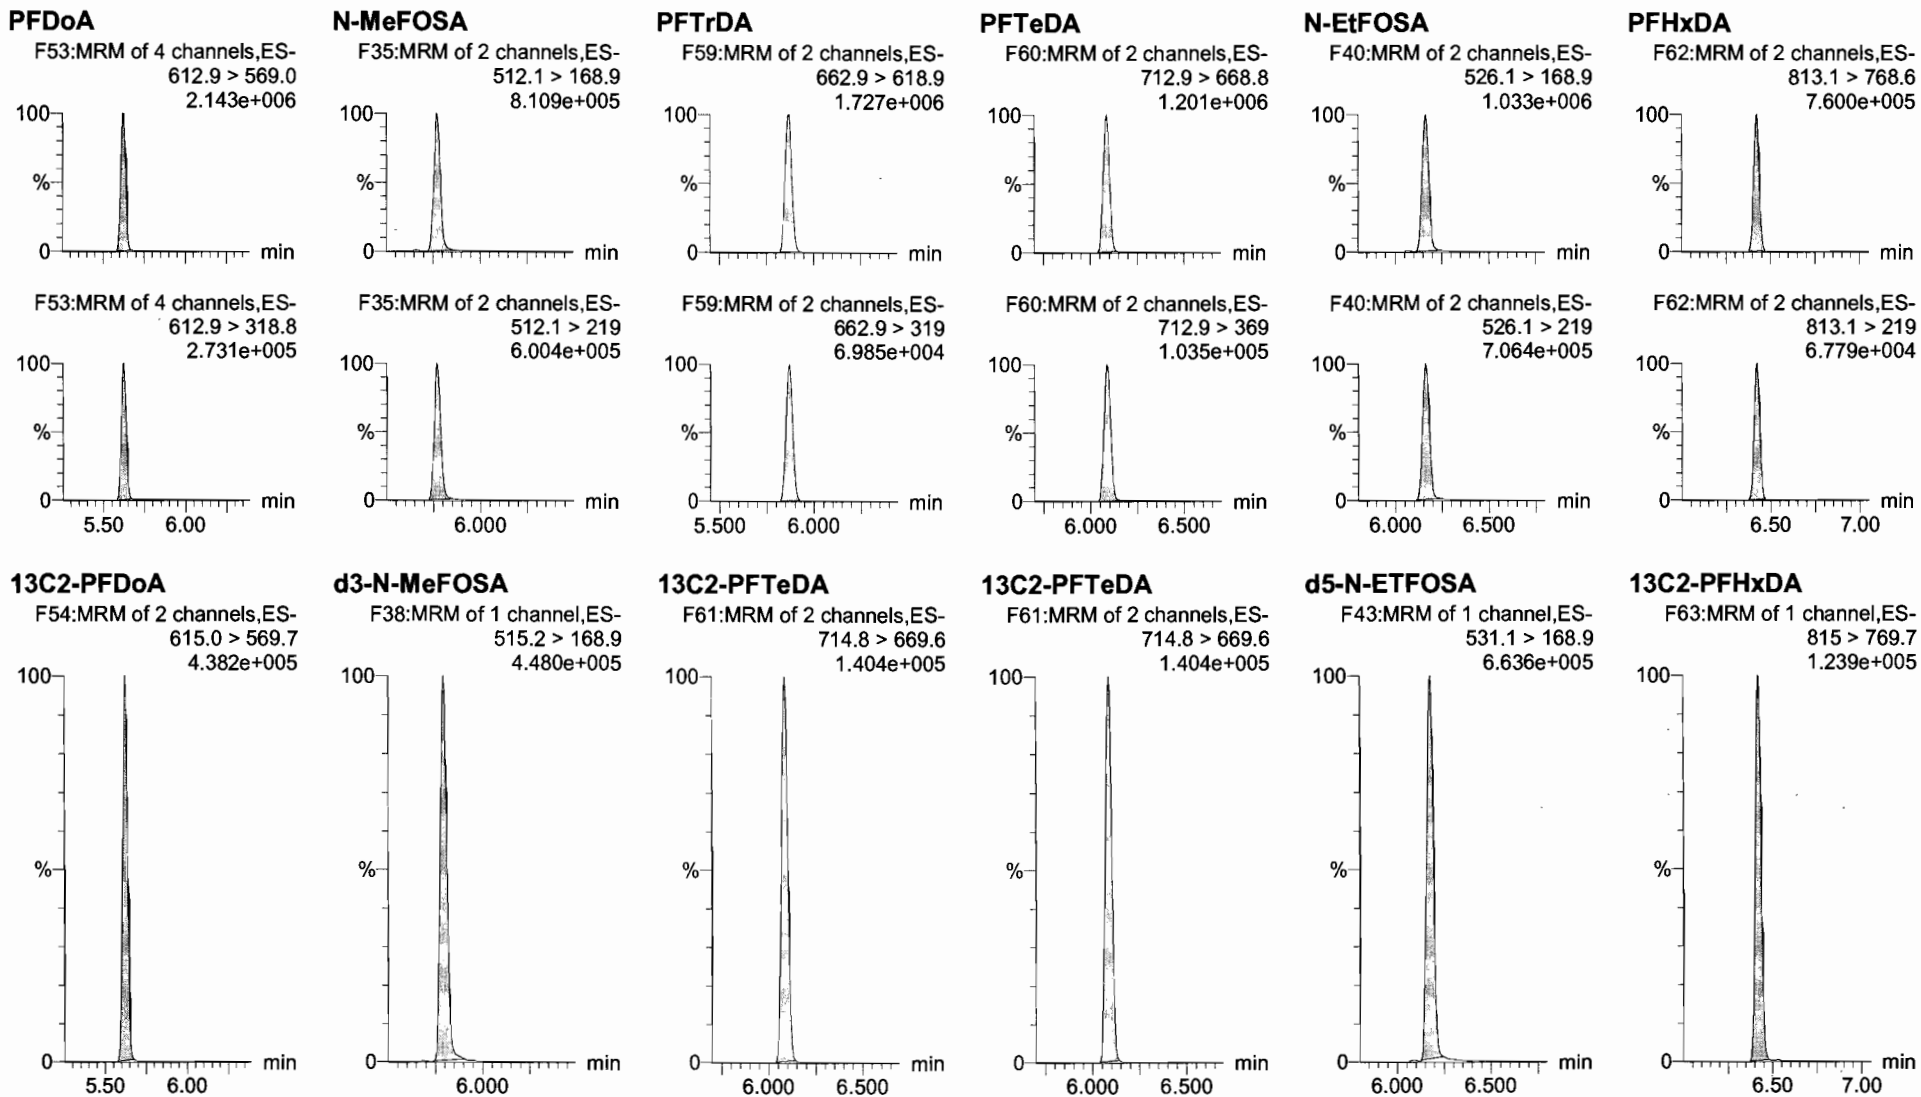 PFDoA
F53:MRM of 4 channels,ES-
612.9 > 569.0
2.143e+006
100
%
0
min
N-MeFOSA
F35:MRM of 2 channels,ES-
512.1 > 168.9
8.109e+005
100
%
0
min
PFTrDA
F59:MRM of 2 channels,ES-
662.9 > 618.9
1.727e+006
100
%
0
min
PFTeDA
F60:MRM of 2 channels,ES-
712.9 > 668.8
1.201e+006
100
%
0
min
N-EtFOSA
F40:MRM of 2 channels,ES-
526.1 > 168.9
1.033e+006
100
%
0
min
PFHxDA
F62:MRM of 2 channels,ES-
813.1 > 768.6
7.600e+005
100
%
0
min
F53:MRM of 4 channels,ES-
612.9 > 318.8
2.731e+005
100
%
0
min
5.50 6.00
F35:MRM of 2 channels,ES-
512.1 > 219
6.004e+005
100
%
0
min
6.000
F59:MRM of 2 channels,ES-
662.9 > 319
6.985e+004
100
%
0
min
5.500 6.000
F60:MRM of 2 channels,ES-
712.9 > 369
1.035e+005
100
%
0
min
6.000 6.500
F40:MRM of 2 channels,ES-
526.1 > 219
7.064e+005
100
%
0
min
6.000 6.500
F62:MRM of 2 channels,ES-
813.1 > 219
6.779e+004
100
%
0
min
6.50 7.00
13C2-PFDoA
F54:MRM of 2 channels,ES-
615.0 > 569.7
4.382e+005
100
%
0
min
5.50 6.00
d3-N-MeFOSA
F38:MRM of 1 channel,ES-
515.2 > 168.9
4.480e+005
100
%
0
min
6.000
13C2-PFTeDA
F61:MRM of 2 channels,ES-
714.8 > 669.6
1.404e+005
100
%
0
min
6.000 6.500
13C2-PFTeDA
F61:MRM of 2 channels,ES-
714.8 > 669.6
1.404e+005
100
%
0
min
6.000 6.500
d5-N-ETFOSA
F43:MRM of 1 channel,ES-
531.1 > 168.9
6.636e+005
100
%
0
min
6.000 6.500
13C2-PFHxDA
F63:MRM of 1 channel,ES-
815 > 769.7
1.239e+005
100
%
0
min
6.50 7.00